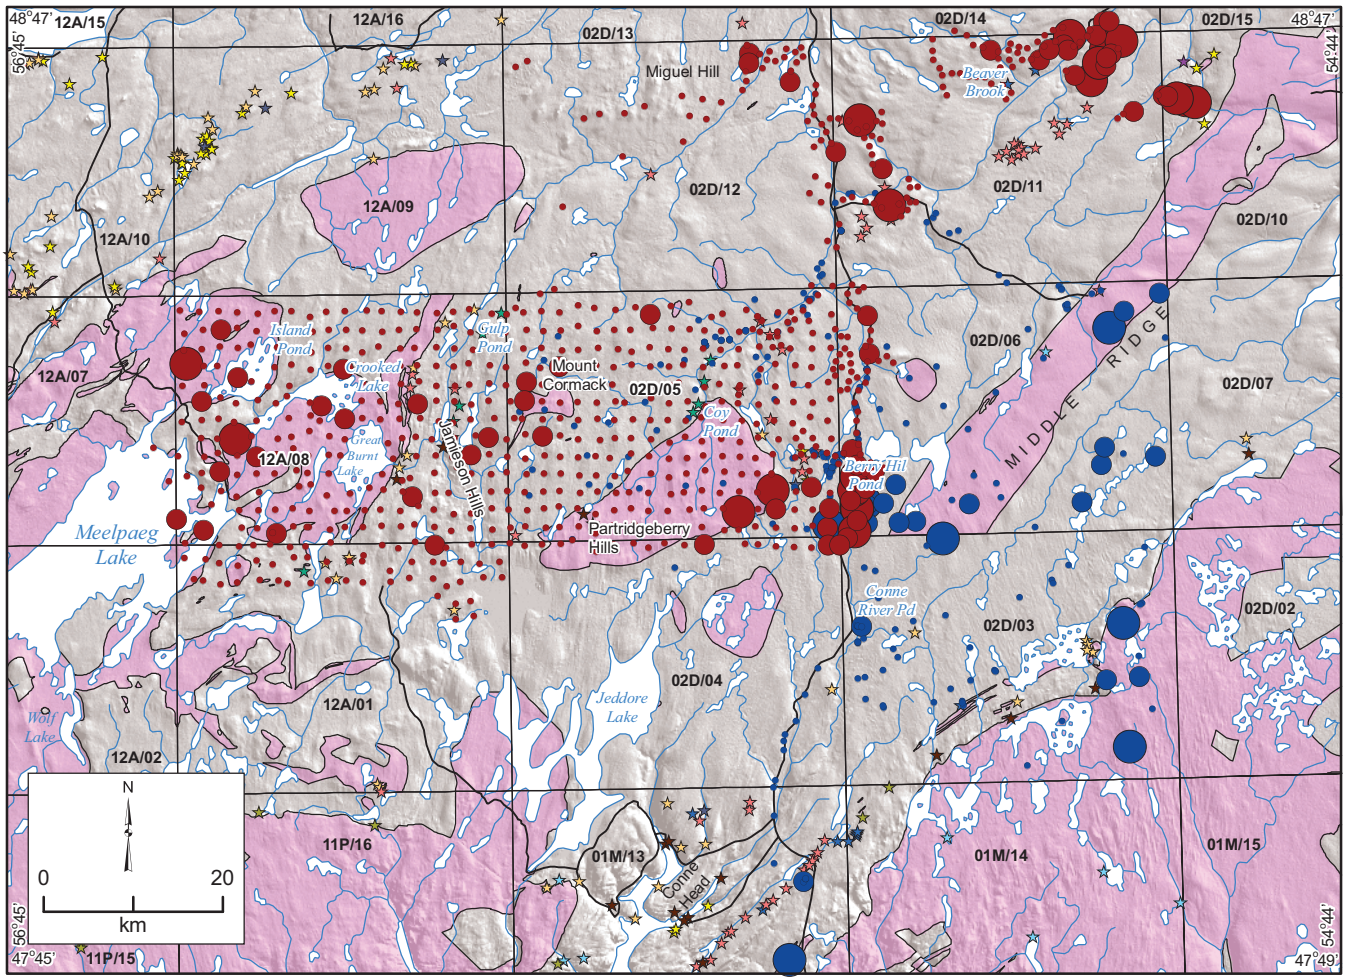 48°47'
12A/15
12A/16
02D/13
02D/14
02D/15
48°47'
56°45'
54°44'
Miguel Hill
Beaver
Brook
02D/12
02D/11
12A/09
02D/10
12A/10
Island
Pond
Gulp
Pond
MIDDLE RIDGE
02D/06
Crooked
Lake
Mount
Cormack
12A/07
02D/05
02D/07
Coy
Pond
Great
Burnt
Lake
12A/08
Jamieson Hills
Berry Hil
Pond
Meelpaeg
Lake
Partridgeberry
Hills
Conne
River Pd
02D/03
02D/02
02D/04
12A/01
Jeddore
Lake
Wolf
Lake
12A/02
N
0 20
km
11P/16
01M/13
01M/14
01M/15
Conne
Head
56°45'
47°45'
11P/15
54°44'
47°49'